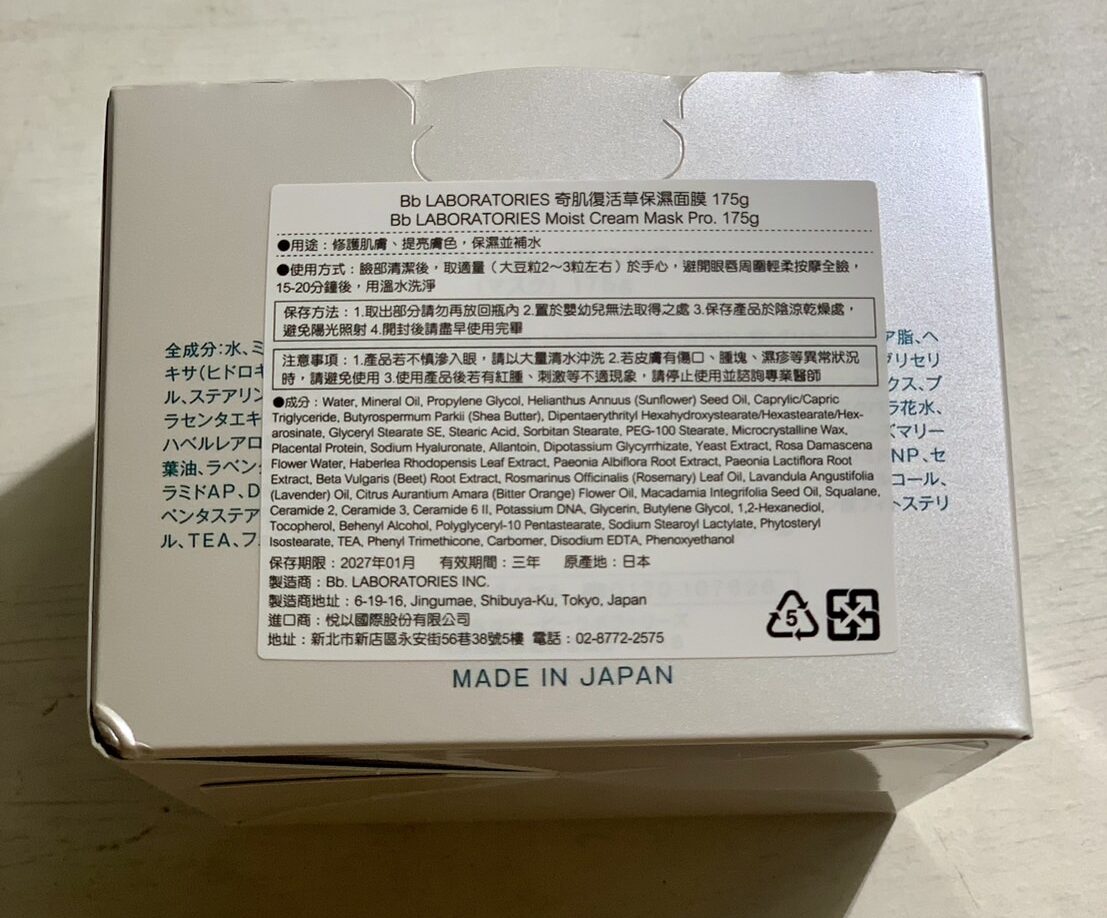 Bb LABORATORIES 奇肌復活草保濕面膜 175g
Bb LABORATORIES Moist Cream Mask Pro. 175g
●用途：修護肌膚、提亮膚色，保濕並補水
●使用方式：臉部清潔後，取適量（大豆粒2～3粒左右）於手心，避開眼唇周圍輕柔按摩全臉，
15-20分鐘後，用溫水洗淨
保存方法：1.取出部分請勿再放回瓶內 2.置於嬰幼兒無法取得之處 3.保存產品於陰涼乾燥處，
避免陽光照射 4.開封後請盡早使用完畢
注意事項：1.產品若不慎滲入眼，請以大量清水沖洗 2.若皮膚有傷口、腫塊、濕疹等異常狀況
時，請避免使用 3.使用產品後若有紅腫、刺激等不適現象，請停止使用並諮詢專業醫師
●成分：Water, Mineral Oil, Propylene Glycol, Helianthus Annuus (Sunflower) Seed Oil, Caprylic/Capric
Triglyceride, Butyrospermum Parkii (Shea Butter), Dipentaerythrityl Hexahydroxystearate/Hexastearate/Hex-
arosinate, Glyceryl Stearate SE, Stearic Acid, Sorbitan Stearate, PEG-100 Stearate, Microcrystalline Wax,
Placental Protein, Sodium Hyaluronate, Allantoin, Dipotassium Glycyrrhizate, Yeast Extract, Rosa Damascena
Flower Water, Haberlea Rhodopensis Leaf Extract, Paeonia Albiflora Root Extract, Paeonia Lactiflora Root
Extract, Beta Vulgaris (Beet) Root Extract, Rosmarinus Officinalis (Rosemary) Leaf Oil, Lavandula Angustifolia
(Lavender) Oil, Citrus Aurantium Amara (Bitter Orange) Flower Oil, Macadamia Integrifolia Seed Oil, Squalane,
Ceramide 2, Ceramide 3, Ceramide 6 II, Potassium DNA, Glycerin, Butylene Glycol, 1,2-Hexanediol,
Tocopherol, Behenyl Alcohol, Polyglyceryl-10 Pentastearate, Sodium Stearoyl Lactylate, Phytosteryl
Isostearate, TEA, Phenyl Trimethicone, Carbomer, Disodium EDTA, Phenoxyethanol
保存期限：2027年01月 有效期間：三年 原產地：日本
製造商：Bb. LABORATORIES INC.
製造商地址：6-19-16, Jingumae, Shibuya-Ku, Tokyo, Japan
進口商：悅以國際股份有限公司
地址：新北市新店區永安街56巷38號5樓 電話：02-8772-2575
5
全成分:水、ミ
キサ(ヒドロキ
ル、ステアリン
ラセンタエキ
ハベルレアロ
葉油、ラベン
ラミドAP、D
ペンタステア
ル、TEA、フ
ア脂、ヘ
グリセリ
ックス、プ
ラ花水、
ズマリー
NP、セ
コール、
トステリ
MADE IN JAPAN